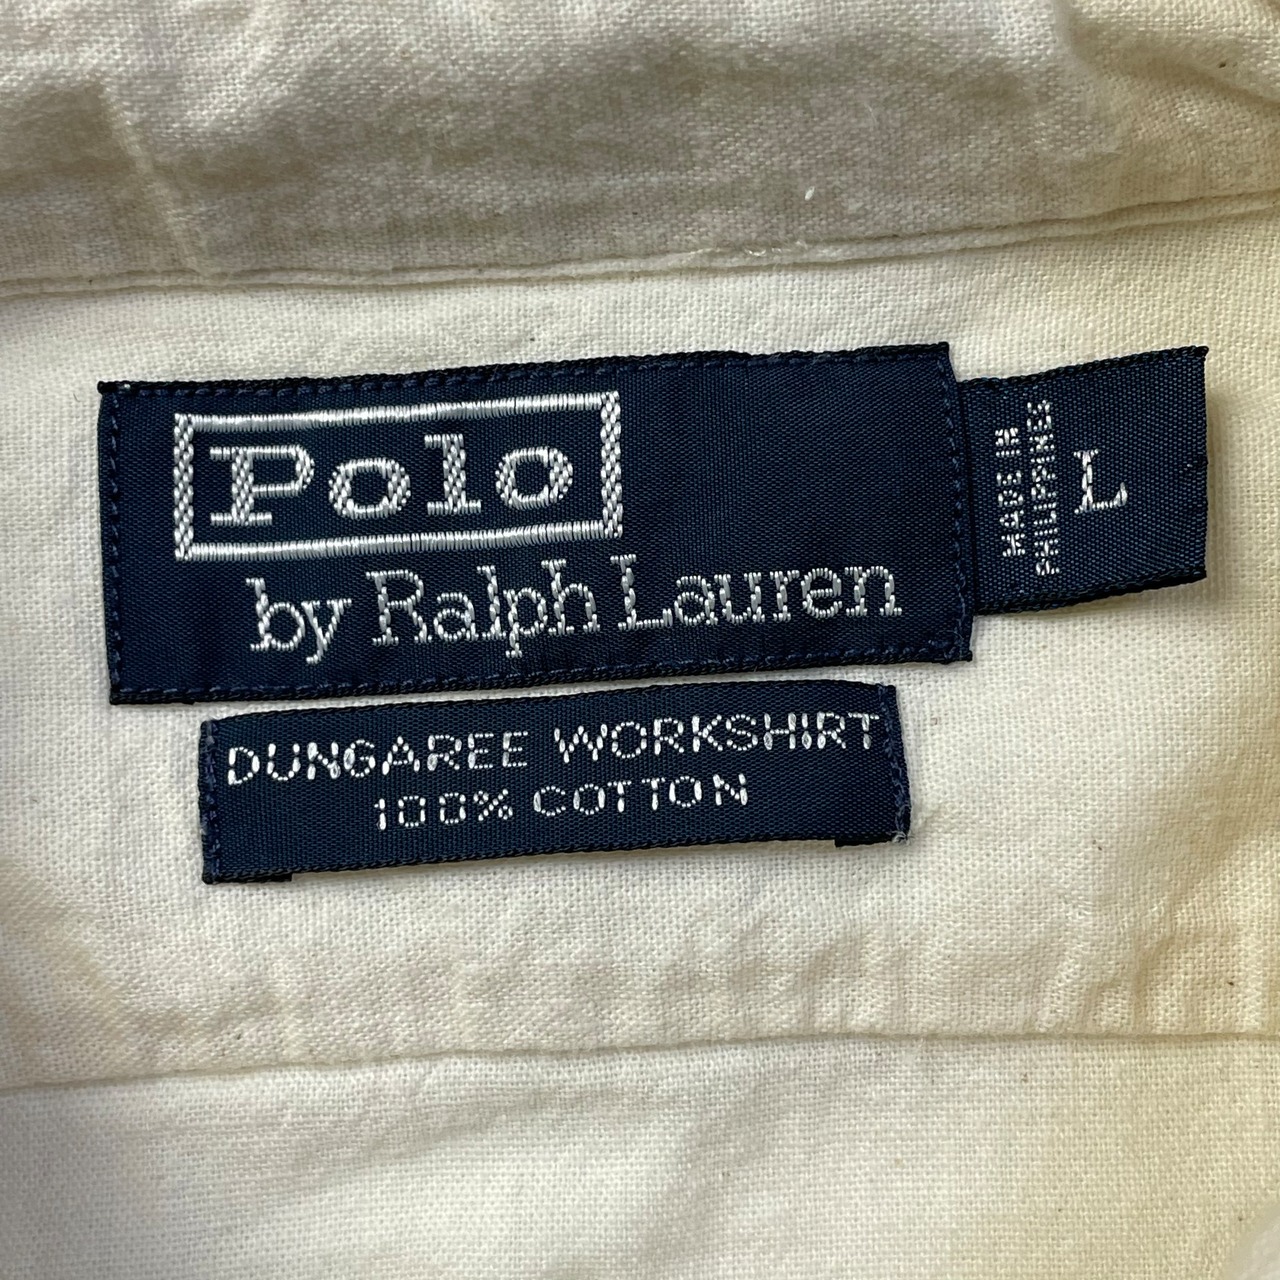 Polo
by Ralph Lauren
MADE IN
PHILIPPINES
L
DUNGAREE WORKSHIRT
100% COTTON